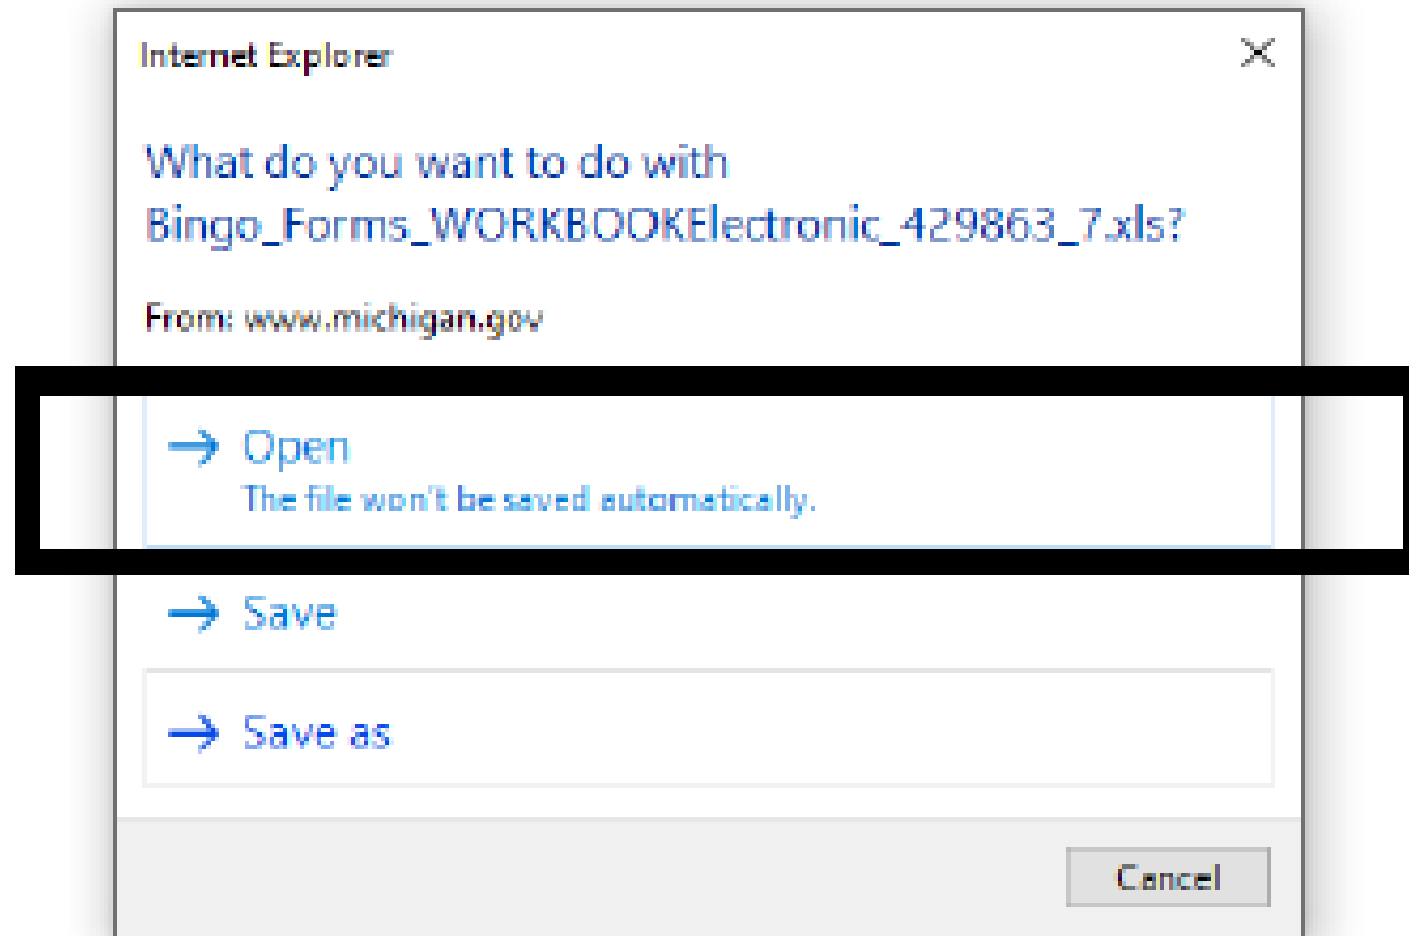 Internet Explorer
What do you want to do with
Bingo_Forms_WORKBOOKElectronic_429863_7.xls?
From: www.michigan.gov
→ Open
The file won't be saved automatically.
→ Save
→ Save as
Cancel